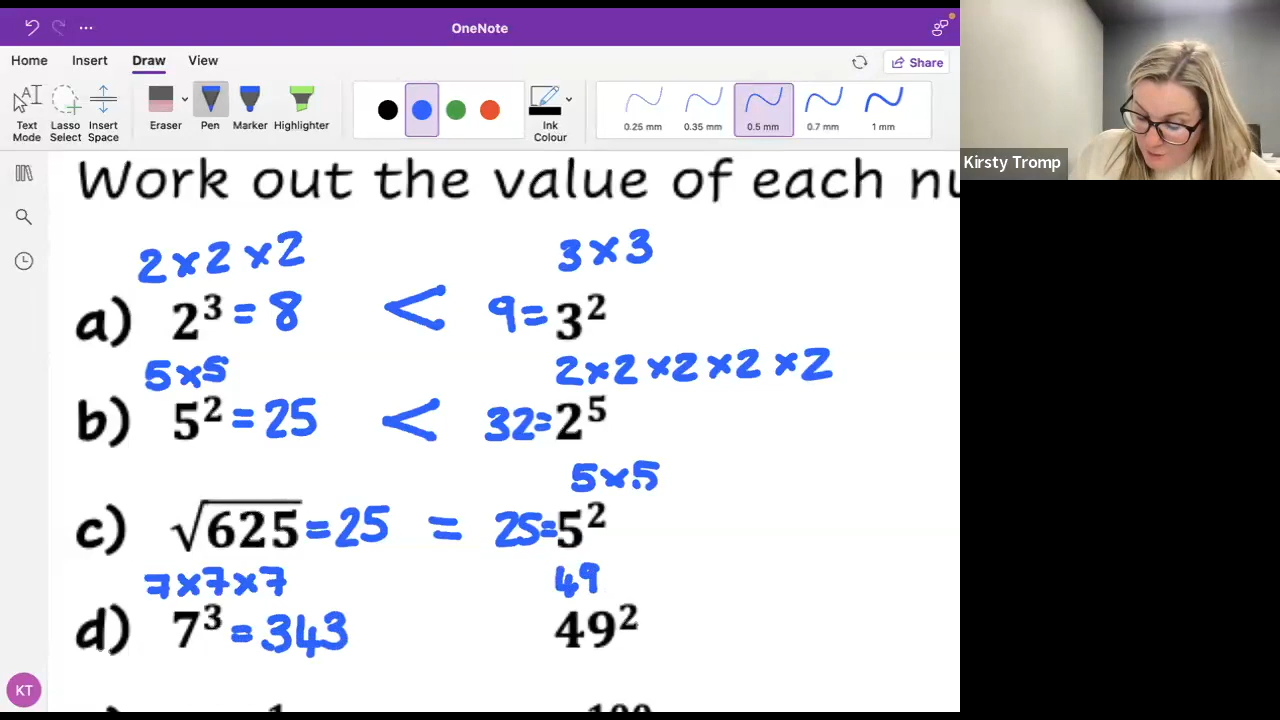 OneNote
Home Insert Draw View
Share
Text Mode
Lasso Select
Insert Space
Eraser
Pen
Marker
Highlighter
Ink Colour
0.25 mm
0.35 mm
0.5 mm
0.7 mm
1 mm
Kirsty Tromp
Work out the value of each
2×2×2 3×3
a) 2³ = 8 < 9 = 3²
5×5 2×2×2×2×2
b) 5² = 25 < 32 = 2⁵
5×5
c) √625 = 25 = 25 = 5²
7×7×7 49
d) 7³ = 343 49²
KT